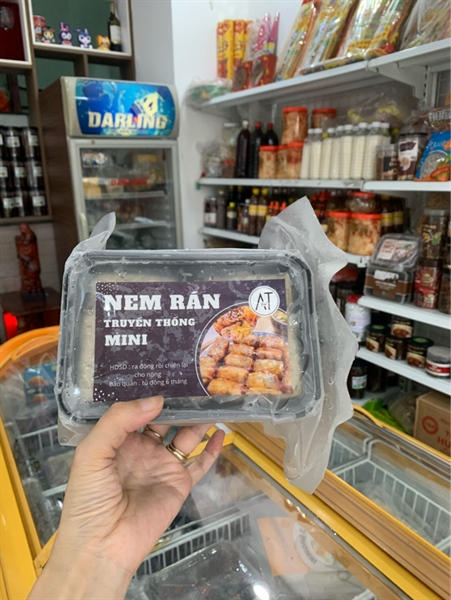 DARLING
NEM RÁN
TRUYỀN THỐNG
MINI
AT
HDSD : rã đông rồi chiên lại
cho nóng
Bảo quản : tủ đông 6 tháng